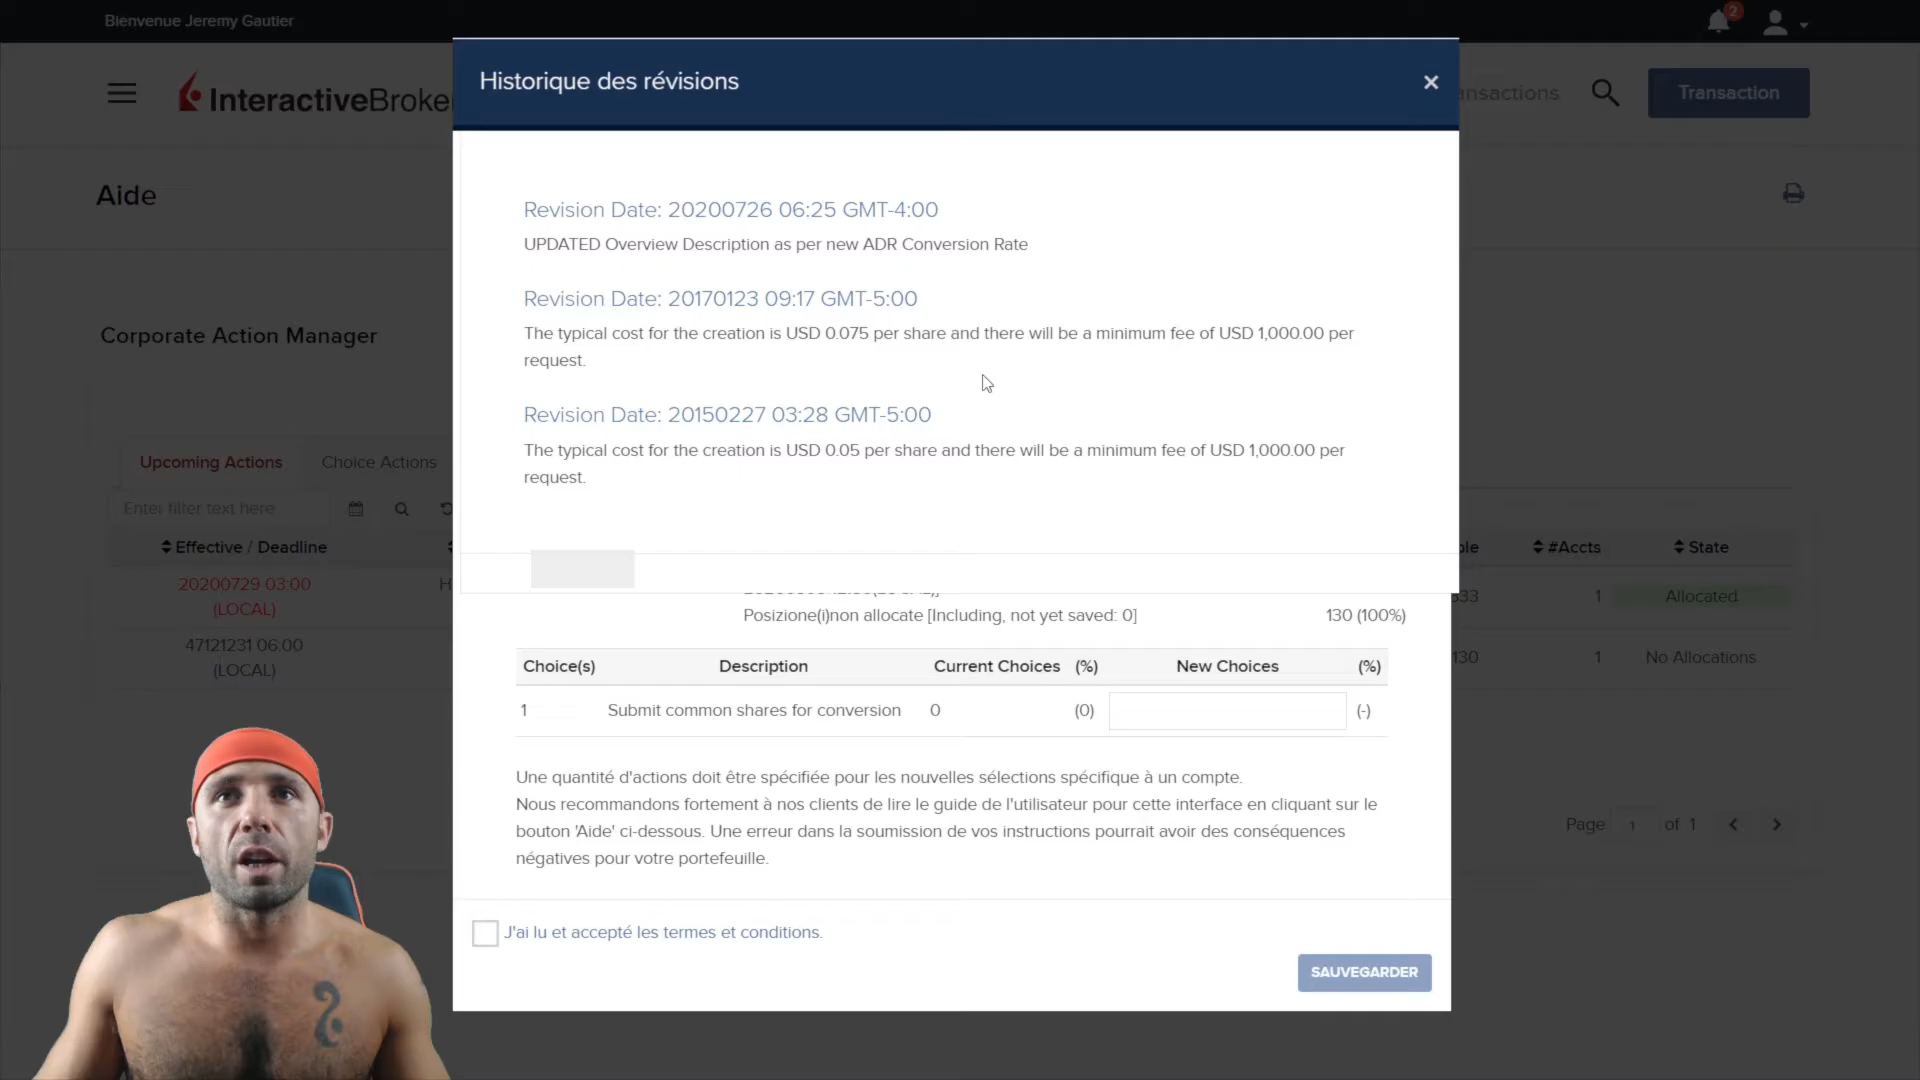 Bienvenue Jeremy Gautier
2
Historique des révisions
InteractiveBroke
ansactions
Transaction
Aide
Revision Date: 20200726 06:25 GMT-4:00
UPDATED Overview Description as per new ADR Conversion Rate
Revision Date: 20170123 09:17 GMT-5:00
The typical cost for the creation is USD 0.075 per share and there will be a minimum fee of USD 1,000.00 per
request.
Revision Date: 20150227 03:28 GMT-5:00
The typical cost for the creation is USD 0.05 per share and there will be a minimum fee of USD 1,000.00 per
request.
Corporate Action Manager
Upcoming Actions Choice Actions
Enter filter text here
Effective / Deadline
ble #Accts State
20200729 03:00 H
(LOCAL)
1 Allocated
47121231 06:00
(LOCAL)
130 1 No Allocations
Posizione(i)non allocate [Including, not yet saved: 0] 130 (100%)
Choice(s) Description Current Choices (%) New Choices (%)
1 Submit common shares for conversion 0 (0) (-)
Une quantité d'actions doit être spécifiée pour les nouvelles sélections spécifique à un compte.
Nous recommandons fortement à nos clients de lire le guide de l'utilisateur pour cette interface en cliquant sur le
bouton 'Aide' ci-dessous. Une erreur dans la soumission de vos instructions pourrait avoir des conséquences
négatives pour votre portefeuille.
Page 1 of 1
J'ai lu et accepté les termes et conditions.
SAUVEGARDER